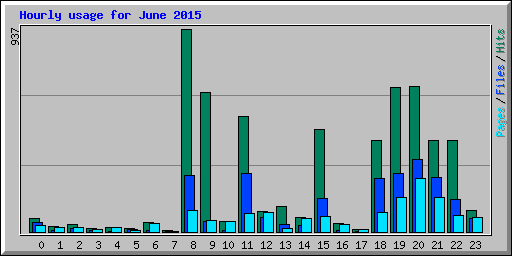 Hourly usage for June 2015
937
Pages / Files / Hits
0 1 2 3 4 5 6 7 8 9 10 11 12 13 14 15 16 17 18 19 20 21 22 23